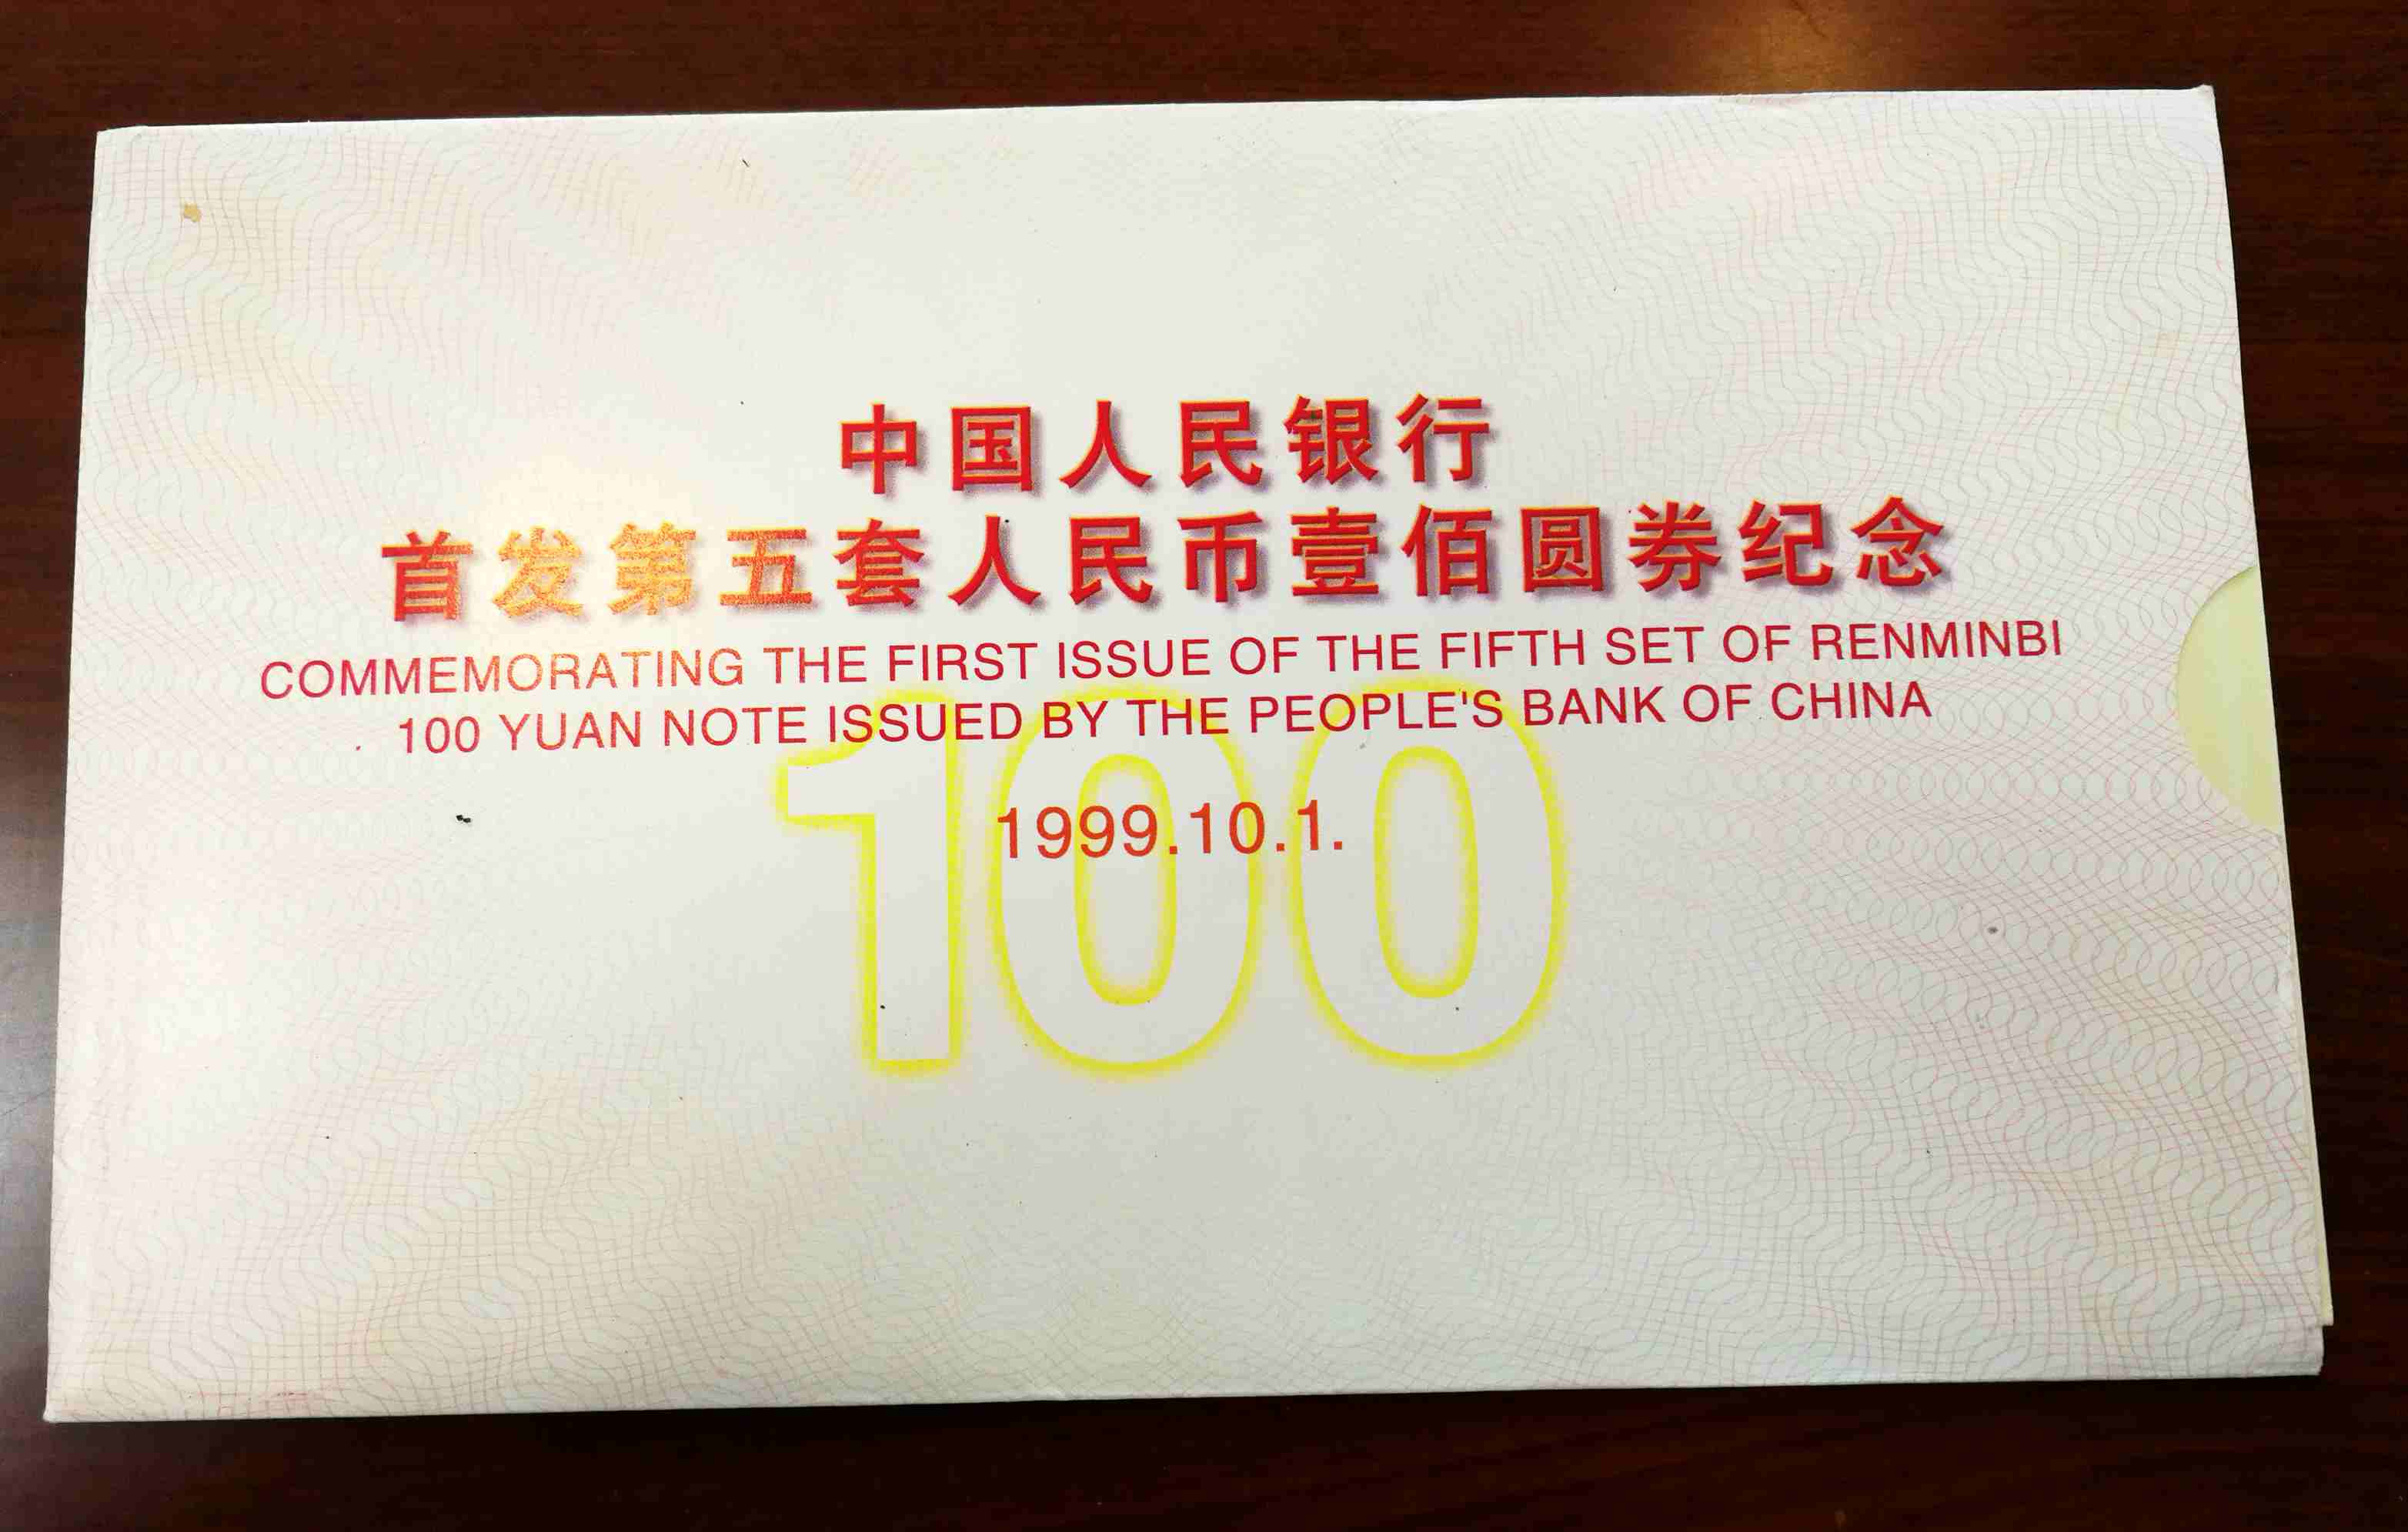 中国人民银行
首发第五套人民币壹佰圆券纪念
COMMEMORATING THE FIRST ISSUE OF THE FIFTH SET OF RENMINBI
100 YUAN NOTE ISSUED BY THE PEOPLE'S BANK OF CHINA
100
1999.10.1.